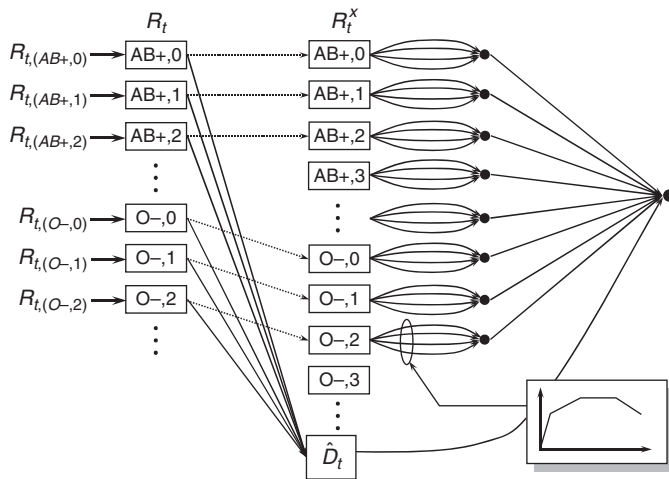 R_t R_t^x
R_{t,(AB+,0)} AB+,0 AB+,0
R_{t,(AB+,1)} AB+,1 AB+,1
R_{t,(AB+,2)} AB+,2 AB+,2
AB+,3
R_{t,(O–,0)} O–,0
R_{t,(O–,1)} O–,1 O–,0
R_{t,(O–,2)} O–,2 O–,1
O–,2
O–,3
D̂_t